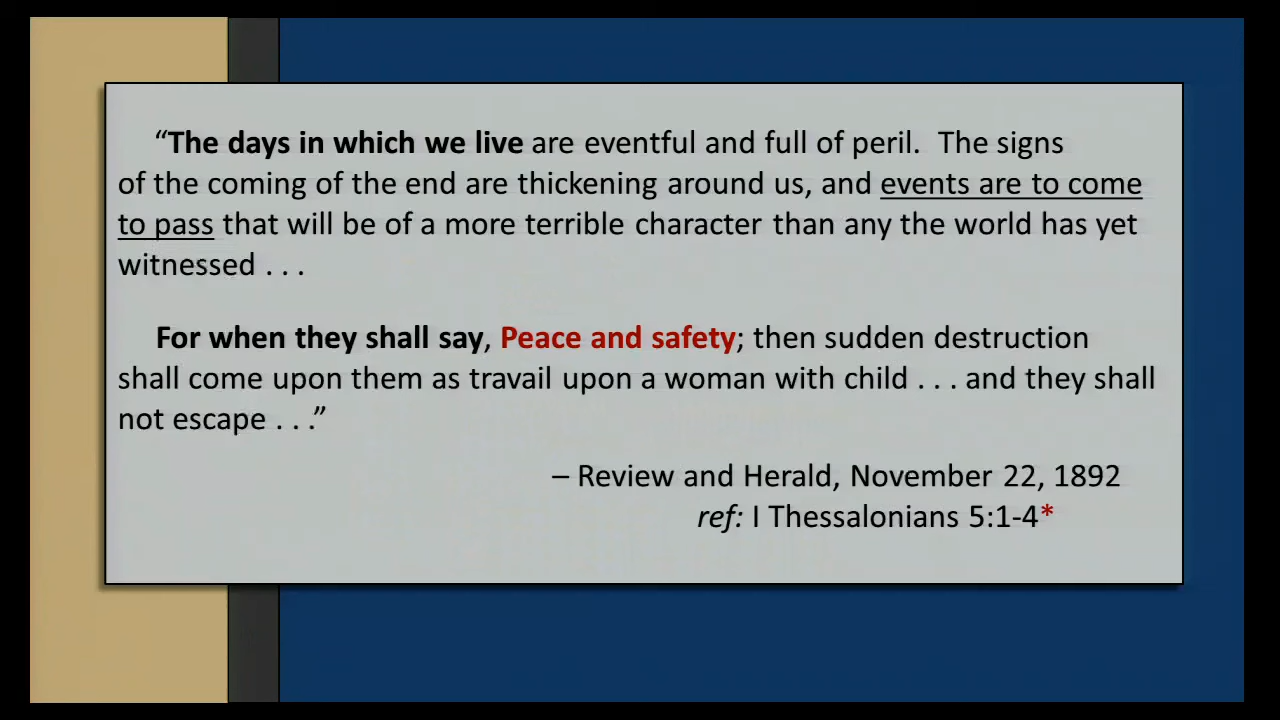 “The days in which we live are eventful and full of peril.  The signs
of the coming of the end are thickening around us, and events are to come
to pass that will be of a more terrible character than any the world has yet
witnessed . . .
For when they shall say, Peace and safety; then sudden destruction
shall come upon them as travail upon a woman with child . . . and they shall
not escape . . .”
– Review and Herald, November 22, 1892
ref: I Thessalonians 5:1-4*